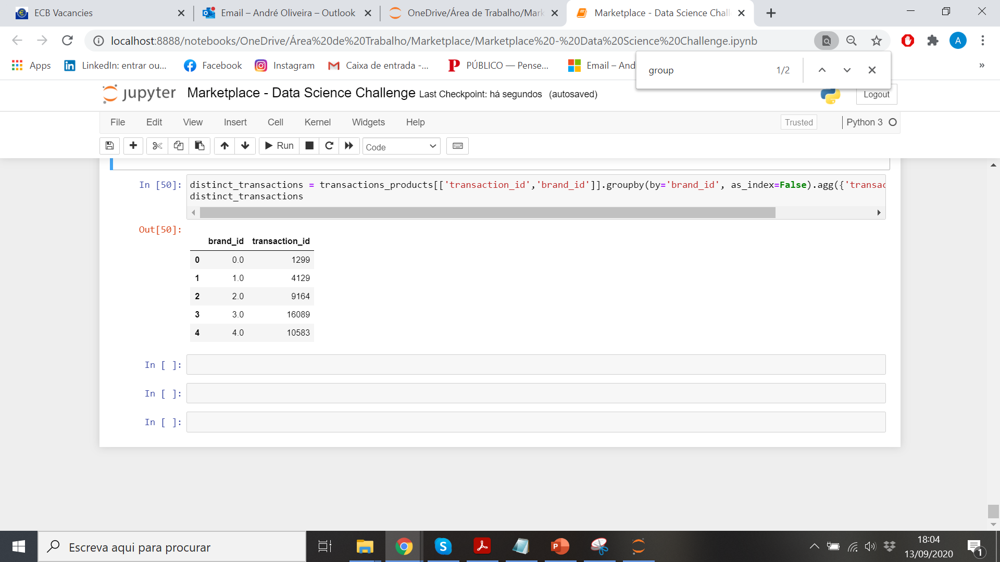 ECB Vacancies
Email – André Oliveira – Outlook
OneDrive/Área de Trabalho/Mark
Marketplace - Data Science Chall
localhost:8888/notebooks/OneDrive/Área%20de%20Trabalho/Marketplace/Marketplace%20-%20Data%20Science%20Challenge.ipynb
A
Apps
LinkedIn: entrar ou...
Facebook
Instagram
Caixa de entrada -...
PÚBLICO — Pense...
Email – And
group
1/2
jupyter
Marketplace - Data Science Challenge Last Checkpoint: há segundos (autosaved)
Logout
File Edit View Insert Cell Kernel Widgets Help
Trusted
Python 3
Run
Code
In [50]:
distinct_transactions = transactions_products[['transaction_id','brand_id']].groupby(by='brand_id', as_index=False).agg({'transac
distinct_transactions
Out[50]:
brand_id transaction_id
0 0.0 1299
1 1.0 4129
2 2.0 9164
3 3.0 16089
4 4.0 10583
In [ ]:
In [ ]:
In [ ]:
Escreva aqui para procurar
18:04
13/09/2020
1